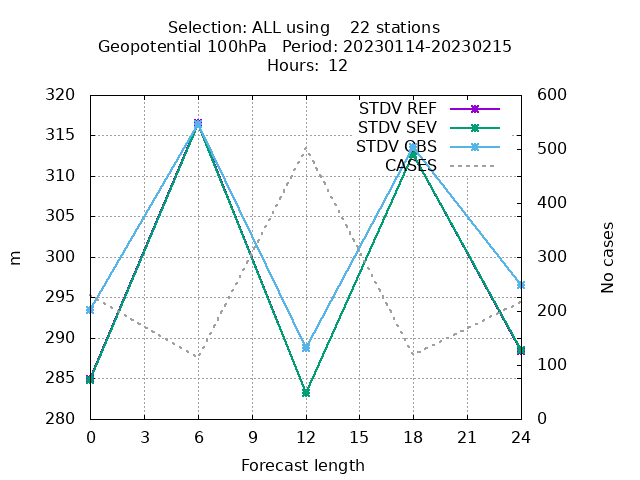 Selection: ALL using    22 stations
Geopotential 100hPa   Period: 20230114-20230215
Hours:  12
320 600
STDV REF
315 STDV SEV
500
STDV OBS
310 CASES
305 400
300 300
295
200
290
285 100
280 0
m
No cases
0 3 6 9 12 15 18 21 24
Forecast length